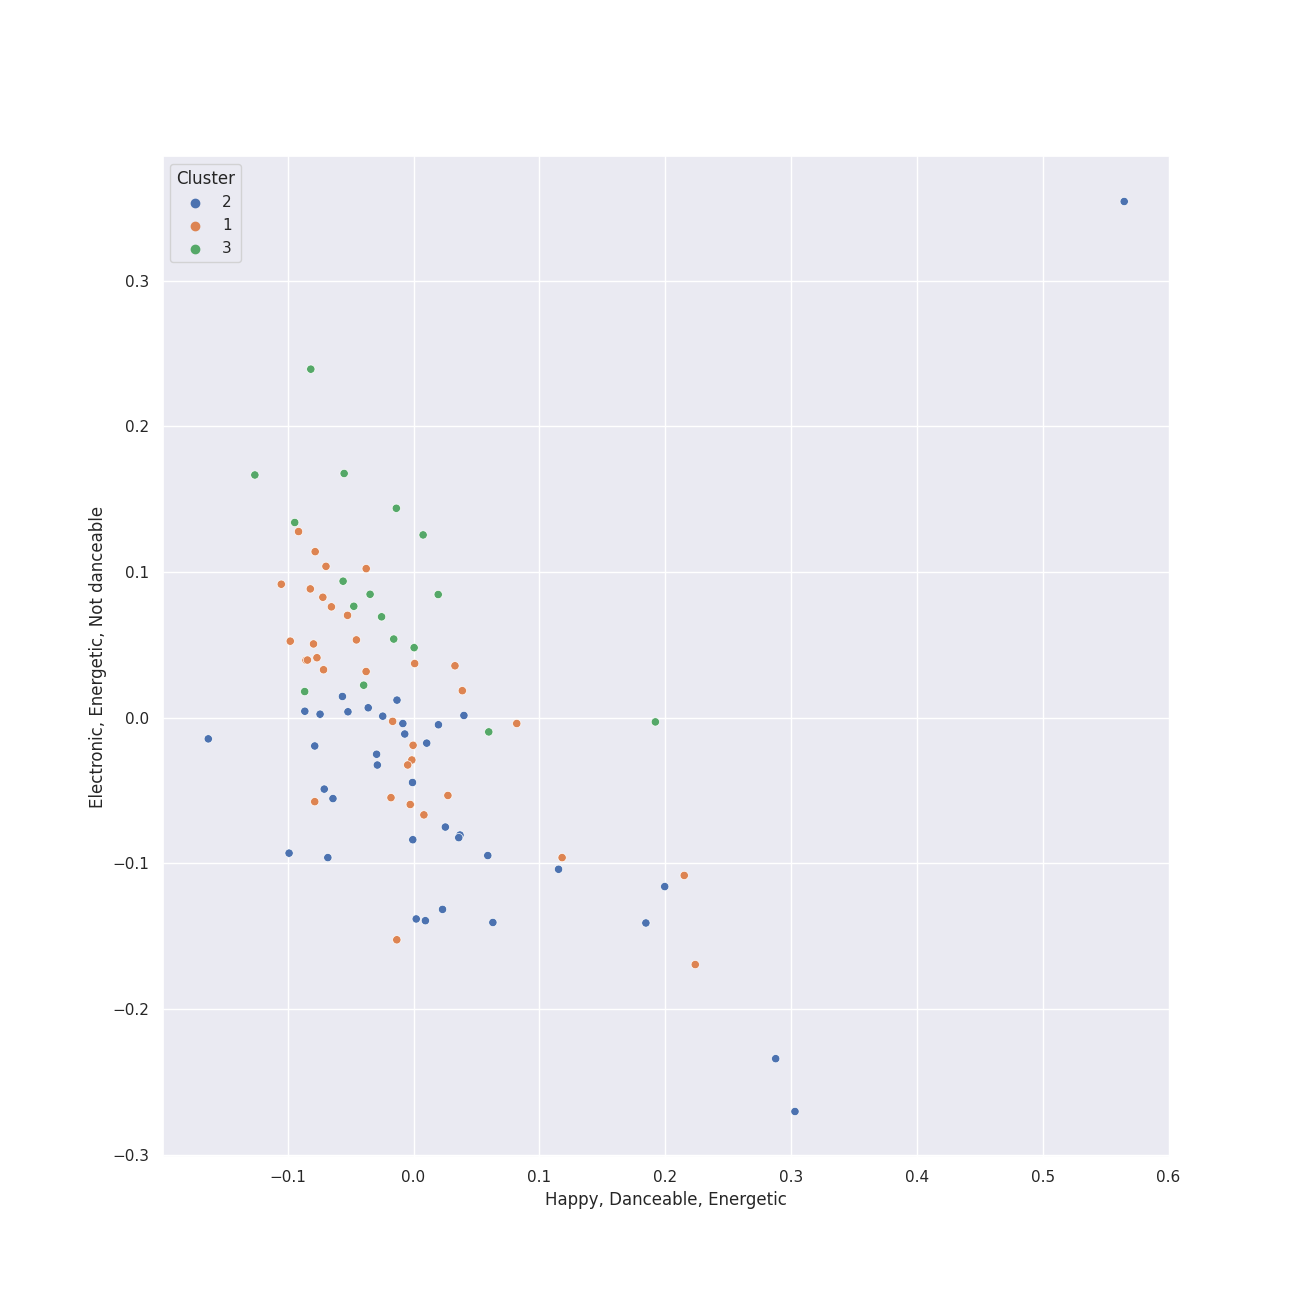 Cluster
2
1
3
0.3
0.2
0.1
0.0
−0.1
−0.2
−0.3
Electronic, Energetic, Not danceable
−0.1 0.0 0.1 0.2 0.3 0.4 0.5 0.6
Happy, Danceable, Energetic